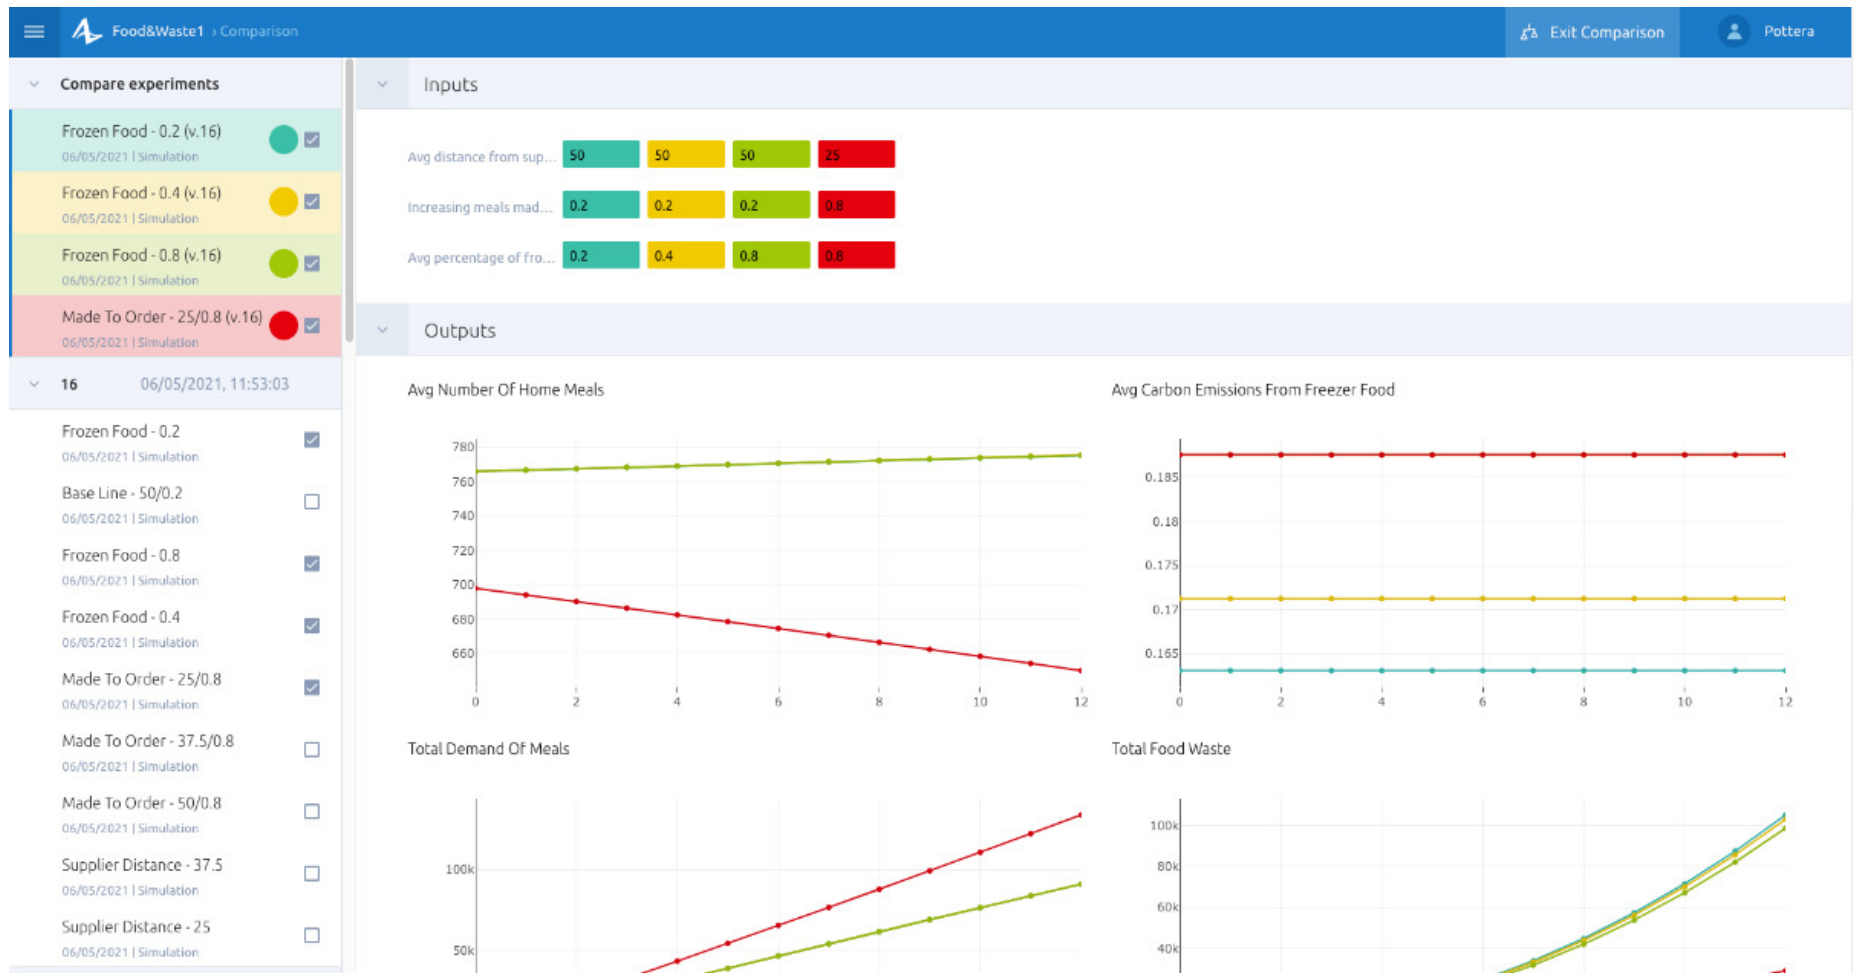 Food&Waste1 › Comparison
Exit Comparison
Pottera
Compare experiments
Frozen Food - 0.2 (v.16)
06/05/2021 | Simulation
Frozen Food - 0.4 (v.16)
06/05/2021 | Simulation
Frozen Food - 0.8 (v.16)
06/05/2021 | Simulation
Made To Order - 25/0.8 (v.16)
06/05/2021 | Simulation
16 06/05/2021, 11:53:03
Frozen Food - 0.2
06/05/2021 | Simulation
Base Line - 50/0.2
06/05/2021 | Simulation
Frozen Food - 0.8
06/05/2021 | Simulation
Frozen Food - 0.4
06/05/2021 | Simulation
Made To Order - 25/0.8
06/05/2021 | Simulation
Made To Order - 37.5/0.8
06/05/2021 | Simulation
Made To Order - 50/0.8
06/05/2021 | Simulation
Supplier Distance - 37.5
06/05/2021 | Simulation
Supplier Distance - 25
06/05/2021 | Simulation
Inputs
Avg distance from sup... 50 50 50 25
Increasing meals mad... 0.2 0.2 0.2 0.8
Avg percentage of fro... 0.2 0.4 0.8 0.8
Outputs
Avg Number Of Home Meals
780
760
740
720
700
680
660
0 2 4 6 8 10 12
Avg Carbon Emissions From Freezer Food
0.185
0.18
0.175
0.17
0.165
0 2 4 6 8 10 12
Total Demand Of Meals
100k
50k
Total Food Waste
100k
80k
60k
40k